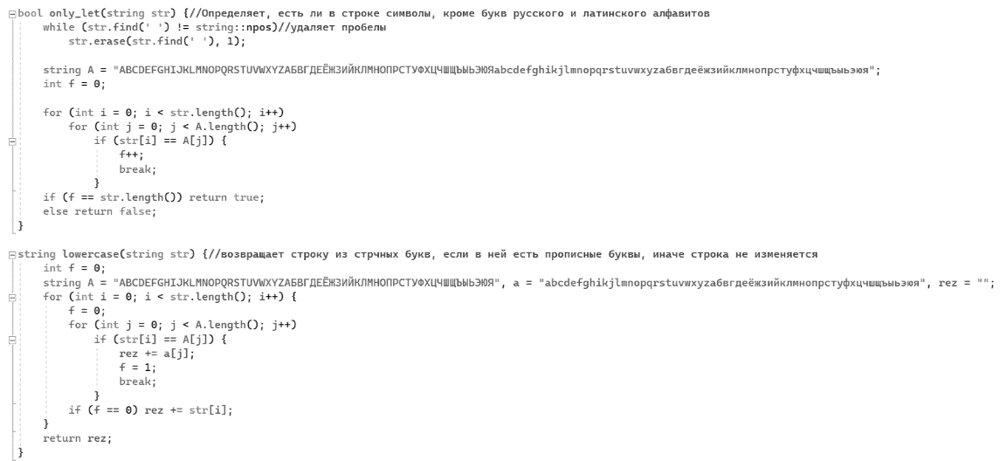 bool only_let(string str) {//Определяет, есть ли в строке символы, кроме букв русского и латинского алфавитов
while (str.find(' ') != string::npos)//удаляет пробелы
str.erase(str.find(' '), 1);
string A = "ABCDEFGHIJKLMNOPQRSTUVWXYZАБВГДЕЁЖЗИЙКЛМНОПРСТУФХЦЧШЩЪЫЬЭЮЯabcdefghikjlmnopqrstuvwxyzабвгдеёжзийклмнопрстуфхцчшщъыьэюя";
int f = 0;
for (int i = 0; i < str.length(); i++)
for (int j = 0; j < A.length(); j++)
if (str[i] == A[j]) {
f++;
break;
}
if (f == str.length()) return true;
else return false;
}
string lowercase(string str) {//возвращает строку из стрчных букв, если в ней есть прописные буквы, иначе строка не изменяется
int f = 0;
string A = "ABCDEFGHIJKLMNOPQRSTUVWXYZАБВГДЕЁЖЗИЙКЛМНОПРСТУФХЦЧШЩЪЫЬЭЮЯ", a = "abcdefghikjlmnopqrstuvwxyzабвгдеёжзийклмнопрстуфхцчшщъыьэюя", rez = "";
for (int i = 0; i < str.length(); i++) {
f = 0;
for (int j = 0; j < A.length(); j++)
if (str[i] == A[j]) {
rez += a[j];
f = 1;
break;
}
if (f == 0) rez += str[i];
}
return rez;
}